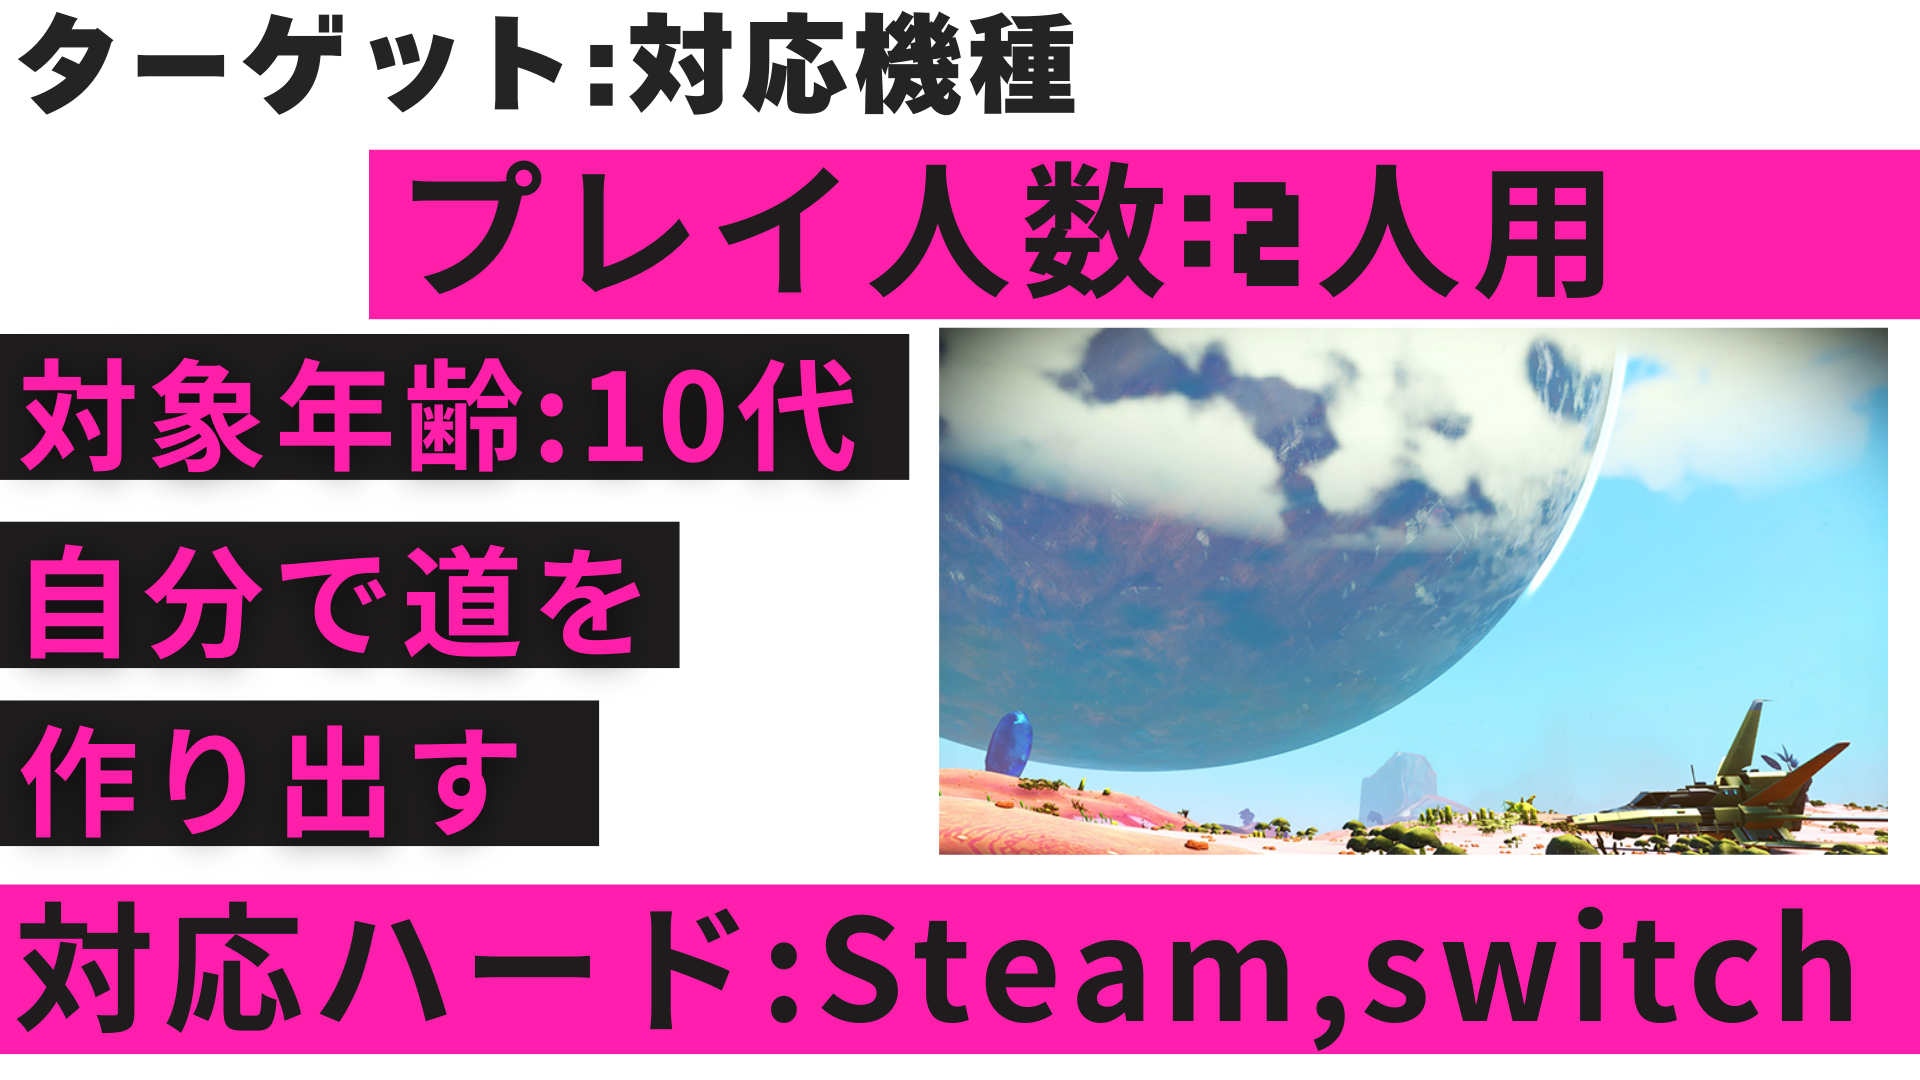 ターゲット:対応機種
プレイ人数:2人用
対象年齢:10代
自分で道を
作り出す
対応ハード:Steam,switch